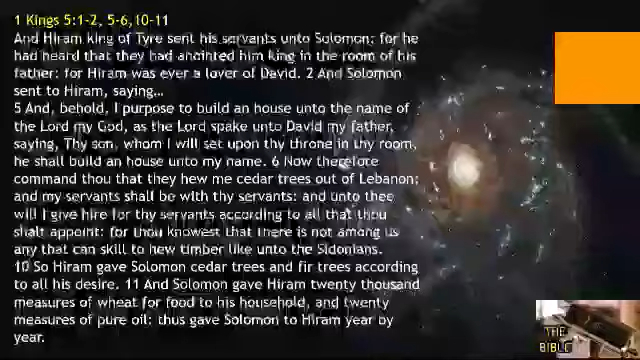 1 Kings 5:1-2, 5-6,10-11
And Hiram king of Tyre sent his servants unto Solomon; for he
had heard that they had anointed him king in the room of his
father: for Hiram was ever a lover of David. 2 And Solomon
sent to Hiram, saying…
5 And, behold, I purpose to build an house unto the name of
the Lord my God, as the Lord spake unto David my father,
saying, Thy son, whom I will set upon thy throne in thy room,
he shall build an house unto my name. 6 Now therefore
command thou that they hew me cedar trees out of Lebanon;
and my servants shall be with thy servants: and unto thee
will I give hire for thy servants according to all that thou
shalt appoint: for thou knowest that there is not among us
any that can skill to hew timber like unto the Sidonians.
10 So Hiram gave Solomon cedar trees and fir trees according
to all his desire. 11 And Solomon gave Hiram twenty thousand
measures of wheat for food to his household, and twenty
measures of pure oil: thus gave Solomon to Hiram year by
year.
THE
BIBLE